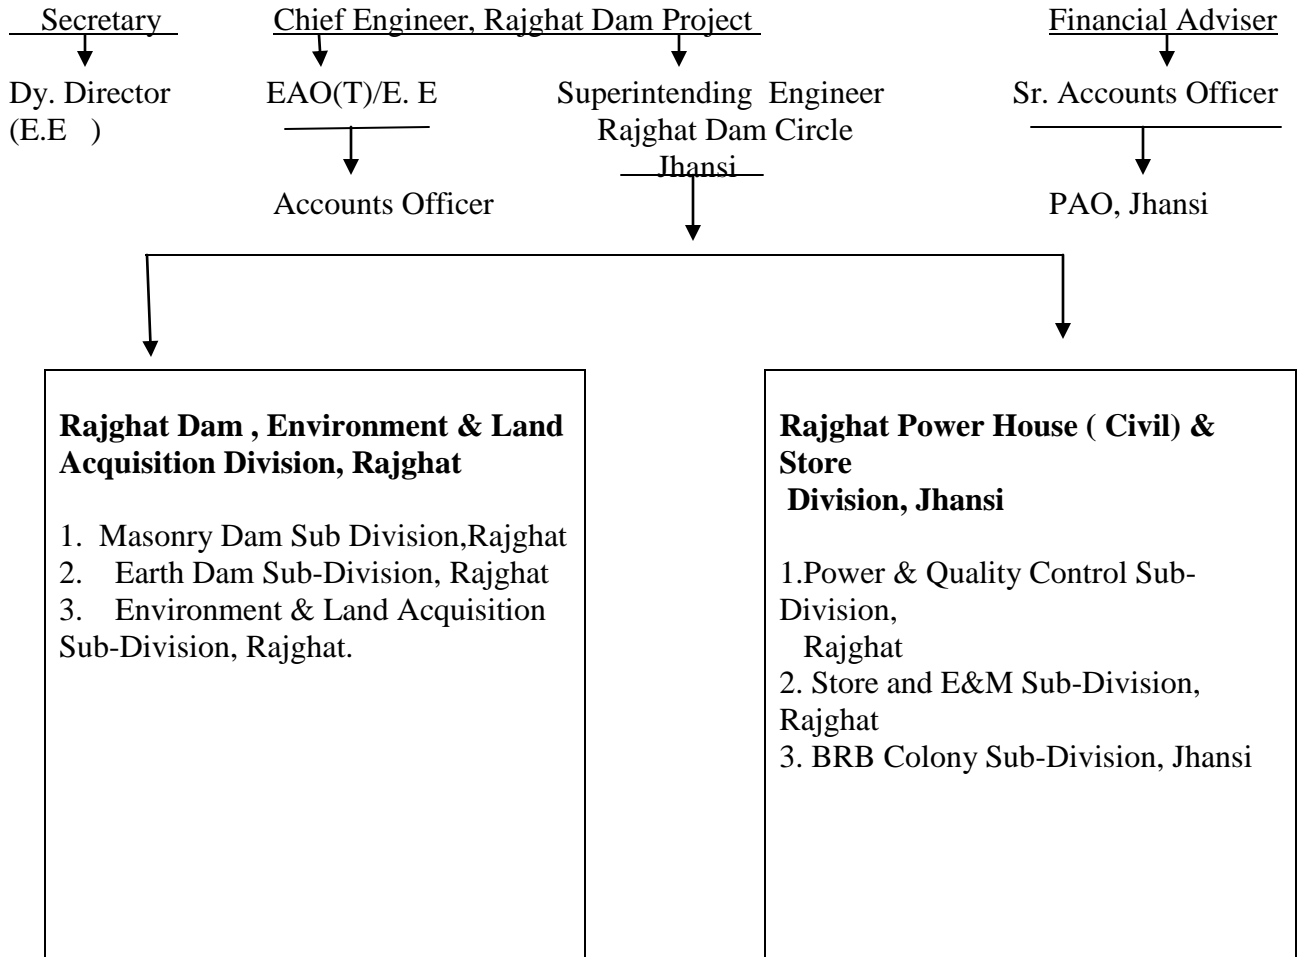 Secretary Chief Engineer, Rajghat Dam Project Financial Adviser
Dy. Director EAO(T)/E. E Superintending Engineer Sr. Accounts Officer
(E.E ) Rajghat Dam Circle
Jhansi
Accounts Officer PAO, Jhansi
Rajghat Dam , Environment & Land
Acquisition Division, Rajghat
1. Masonry Dam Sub Division,Rajghat
2. Earth Dam Sub-Division, Rajghat
3. Environment & Land Acquisition
Sub-Division, Rajghat.
Rajghat Power House ( Civil) &
Store
Division, Jhansi
1.Power & Quality Control Sub-
Division,
Rajghat
2. Store and E&M Sub-Division,
Rajghat
3. BRB Colony Sub-Division, Jhansi